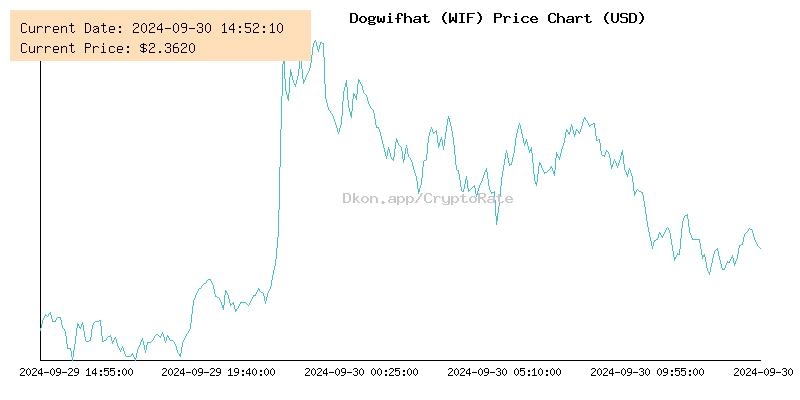 Dogwifhat (WIF) Price Chart (USD)
Current Date: 2024-09-30 14:52:10
Current Price: $2.3620
Dkon.app/CryptoRate
2024-09-29 14:55:00
2024-09-29 19:40:00
2024-09-30 00:25:00
2024-09-30 05:10:00
2024-09-30 09:55:00
2024-09-30